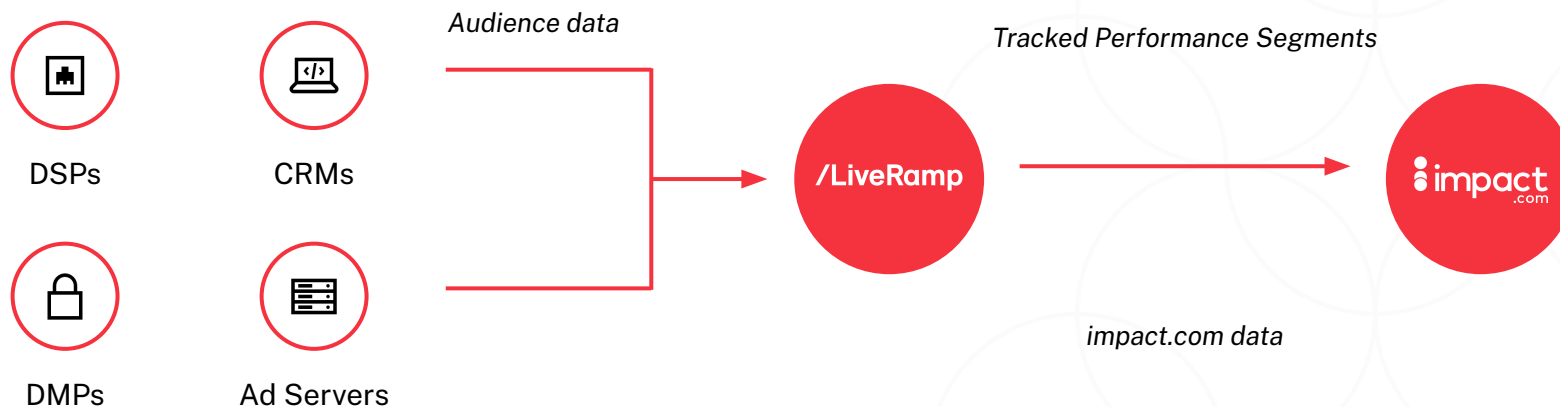 Audience data
Tracked Performance Segments
</>
DSPs
CRMs
/LiveRamp
impact
.com
impact.com data
DMPs
Ad Servers